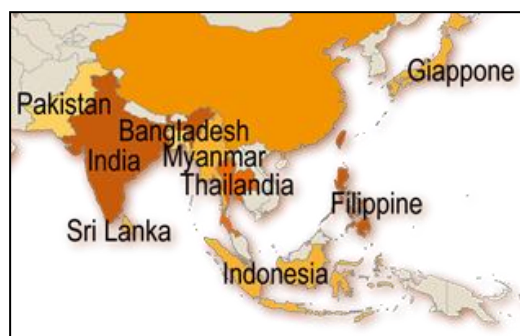 Giappone
Pakistan
Bangladesh
India
Myanmar
Thailandia
Filippine
Sri Lanka
Indonesia